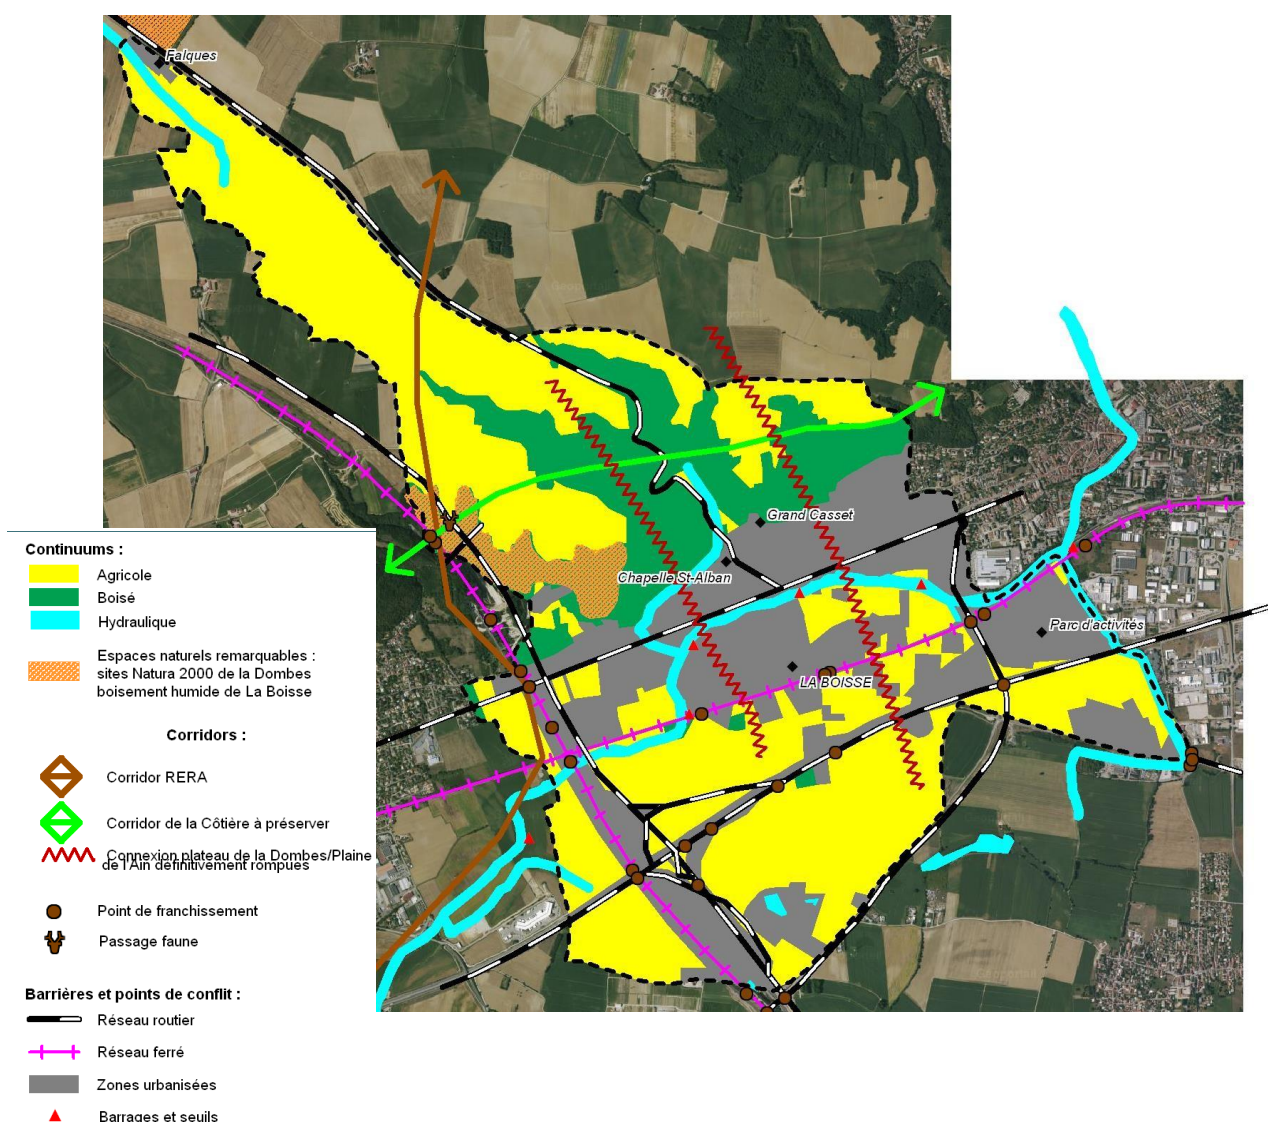 Falques
Grand Casset
Chapelle St-Alban
Parc d'activités
LA BOISSE
Continuums :
Agricole
Boisé
Hydraulique
Espaces naturels remarquables :
sites Natura 2000 de la Dombes
boisement humide de La Boisse
Corridors :
Corridor RERA
Corridor de la Côtière à préserver
Connexion plateau de la Dombes/Plaine
de l'Ain définitivement rompues
Point de franchissement
Passage faune
Barrières et points de conflit :
Réseau routier
Réseau ferré
Zones urbanisées
Barrages et seuils